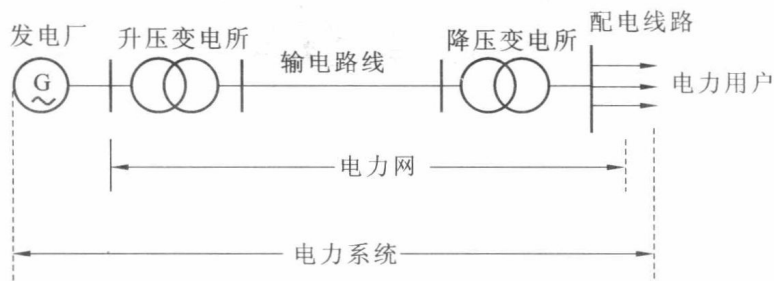 配电线路
发电厂
升压变电所
降压变电所
输电路线
G
电力用户
电力网
电力系统